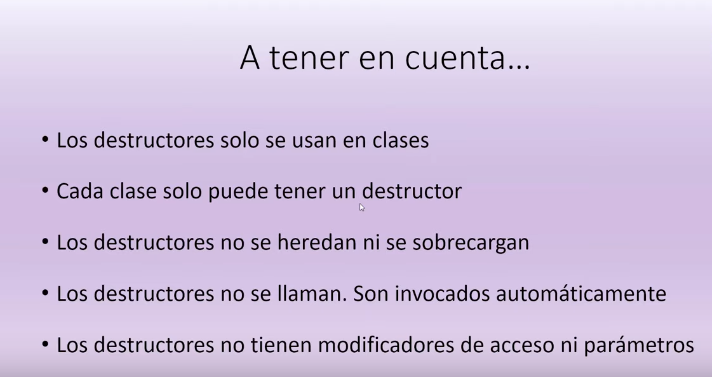 A tener en cuenta...
• Los destructores solo se usan en clases
• Cada clase solo puede tener un destructor
• Los destructores no se heredan ni se sobrecargan
• Los destructores no se llaman. Son invocados automáticamente
• Los destructores no tienen modificadores de acceso ni parámetros